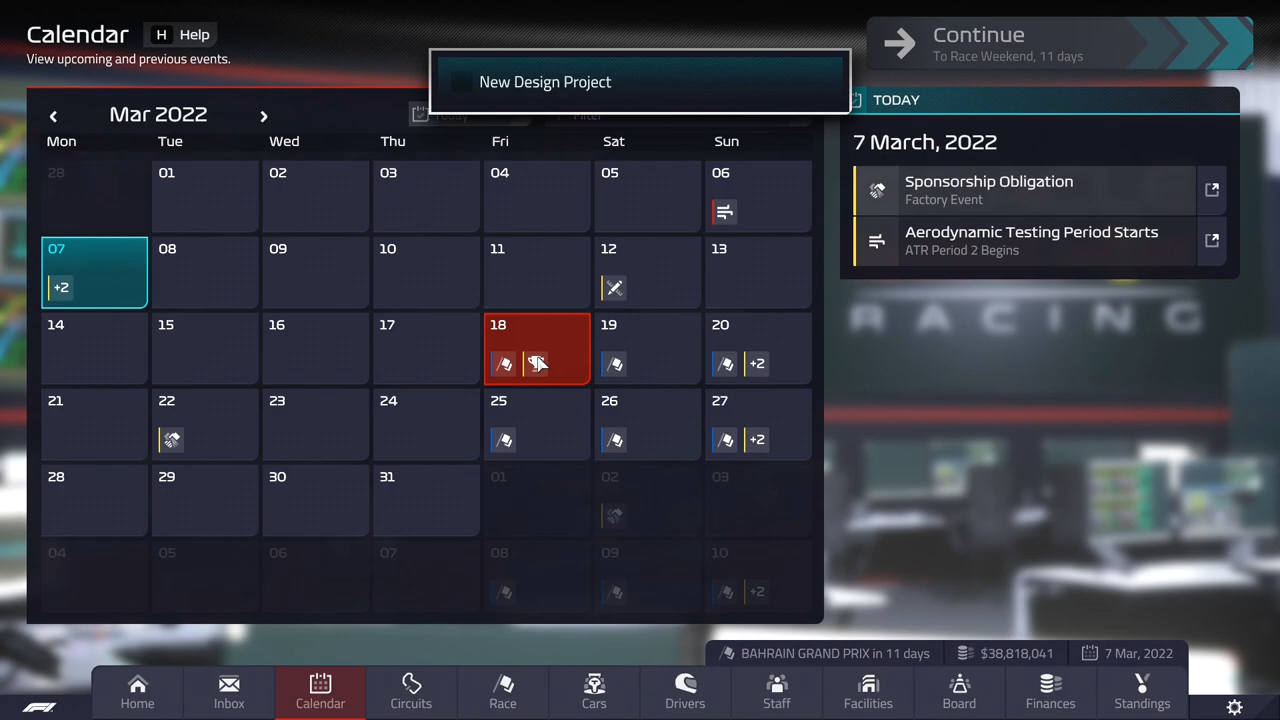 Calendar
H Help
View upcoming and previous events.
New Design Project
Continue
To Race Weekend, 11 days
Mar 2022
Today
Filter
Mon Tue Wed Thu Fri Sat Sun
28 01 02 03 04 05 06
07 08 09 10 11 12 13
+2
14 15 16 17 18 19 20
+2
21 22 23 24 25 26 27
+2
28 29 30 31 01 02 03
04 05 06 07 08 09 10
+2
TODAY
7 March, 2022
Sponsorship Obligation
Factory Event
Aerodynamic Testing Period Starts
ATR Period 2 Begins
RACING
BAHRAIN GRAND PRIX in 11 days $38,818,041 7 Mar, 2022
Home Inbox Calendar Circuits Race Cars Drivers Staff Facilities Board Finances Standings